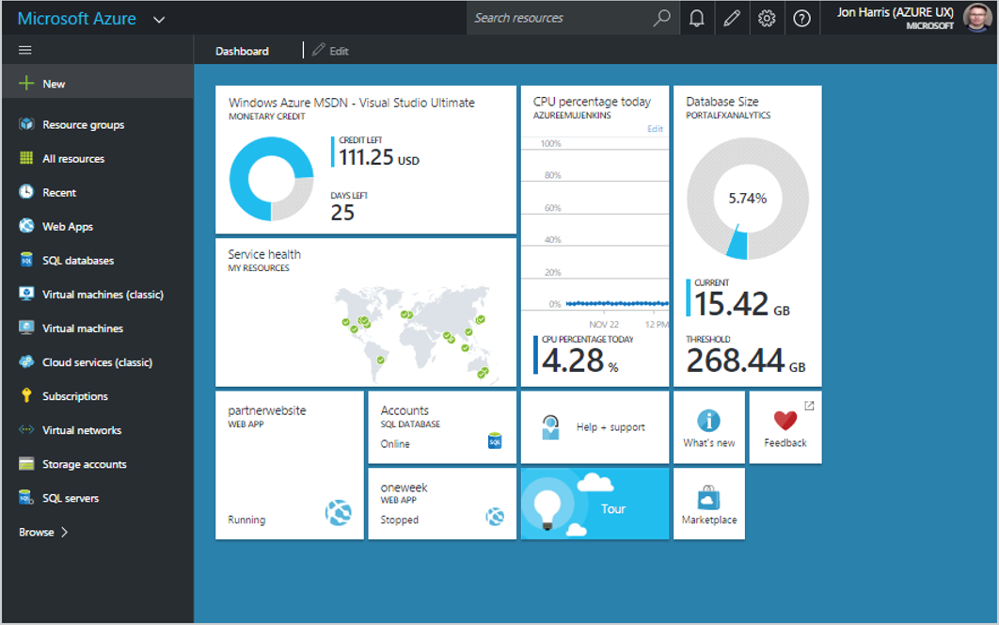 Microsoft Azure
Search resources
Jon Harris (AZURE UX)
MICROSOFT
Dashboard
Edit
New
Resource groups
All resources
Recent
Web Apps
SQL databases
Virtual machines (classic)
Virtual machines
Cloud services (classic)
Subscriptions
Virtual networks
Storage accounts
SQL servers
Browse
Windows Azure MSDN - Visual Studio Ultimate
MONETARY CREDIT
CREDIT LEFT
111.25 USD
DAYS LEFT
25
CPU percentage today
AZUREEMUJENKINS
Edit
100%
80%
60%
40%
20%
0%
NOV 22
12 PM
CPU PERCENTAGE TODAY
4.28 %
Database Size
PORTALFXANALYTICS
5.74%
CURRENT
15.42 GB
THRESHOLD
268.44 GB
Service health
MY RESOURCES
partnerwebsite
WEB APP
Running
Accounts
SQL DATABASE
Online
SQL
oneweek
WEB APP
Stopped
Help + support
What's new
Feedback
Tour
Marketplace